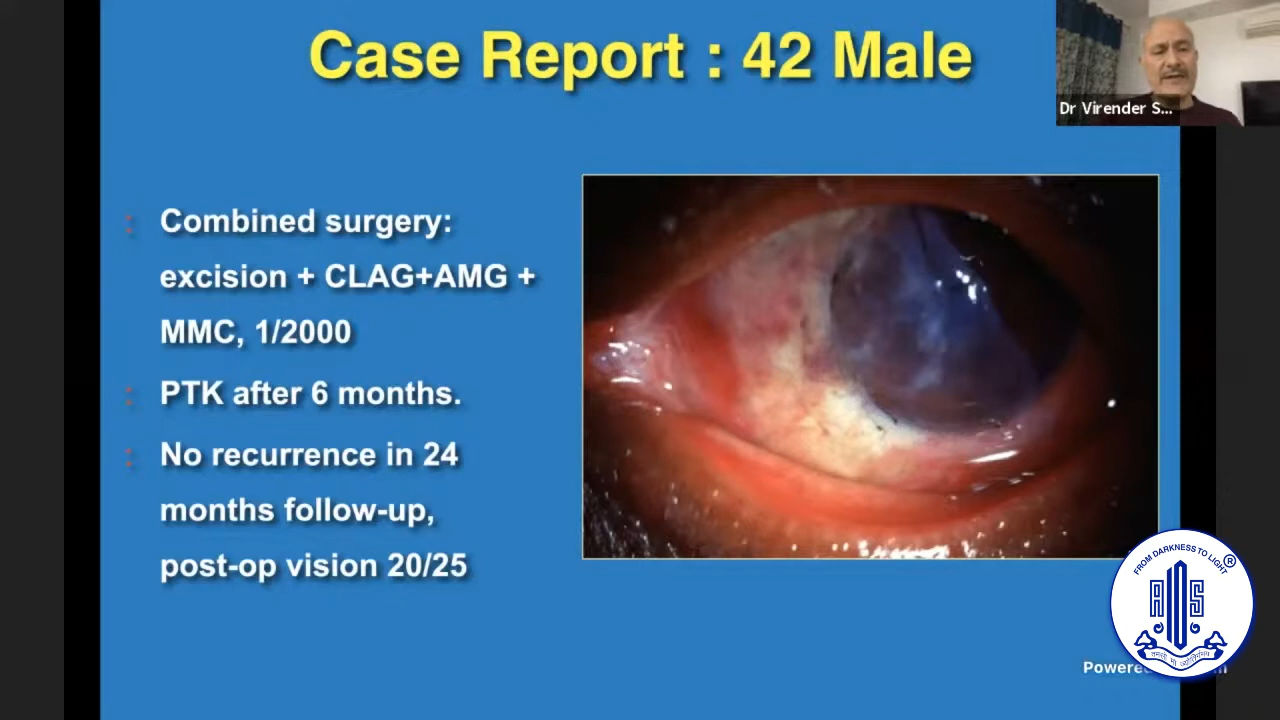 Case Report : 42 Male
Dr Virender S...
: Combined surgery:
excision + CLAG+AMG +
MMC, 1/2000
: PTK after 6 months.
: No recurrence in 24
months follow-up,
post-op vision 20/25
FROM DARKNESS TO LIGHT
®
AIOS